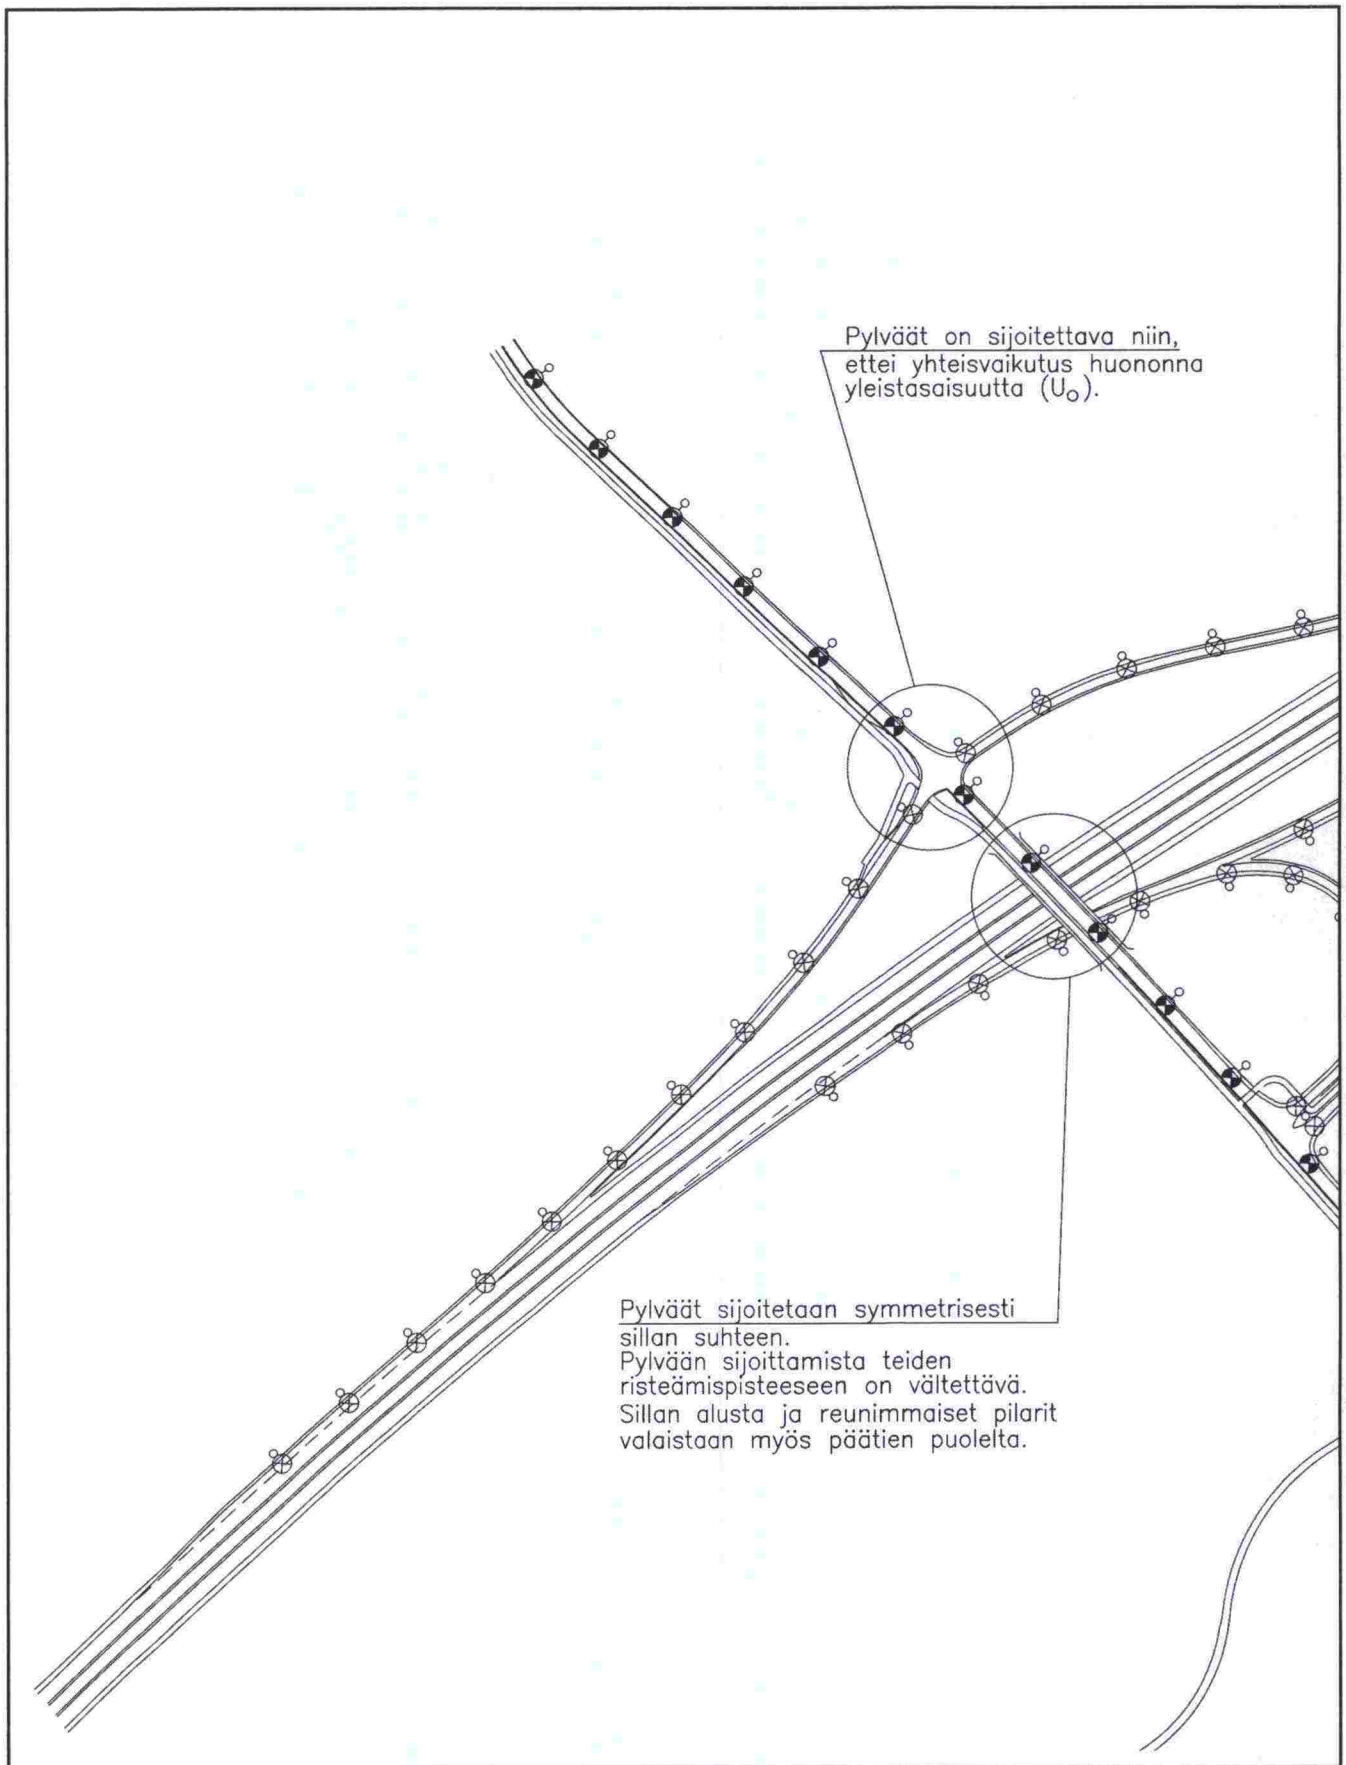 Pylväät on sijoitettava niin,
ettei yhteisvaikutus huononna
yleistasaisuutta (U₀).
Pylväät sijoitetaan symmetrisesti
sillan suhteen.
Pylvään sijoittamista teiden
risteämispisteeseen on vältettävä.
Sillan alusta ja reunimmaiset pilarit
valaistaan myös päätien puolelta.